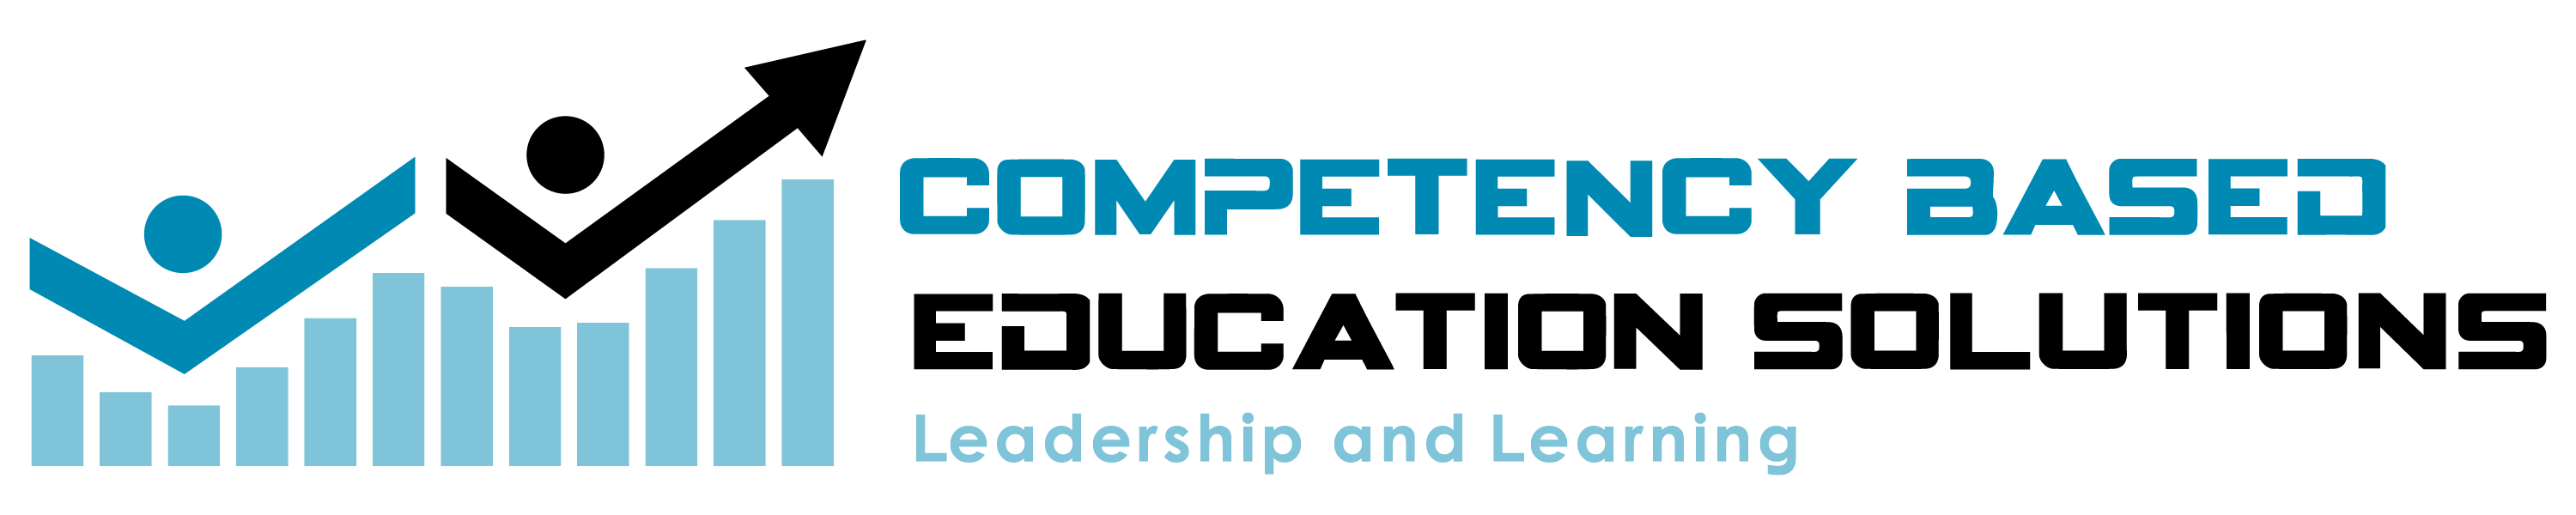 COMPETENCY BASED
EDUCATION SOLUTIONS
Leadership and Learning